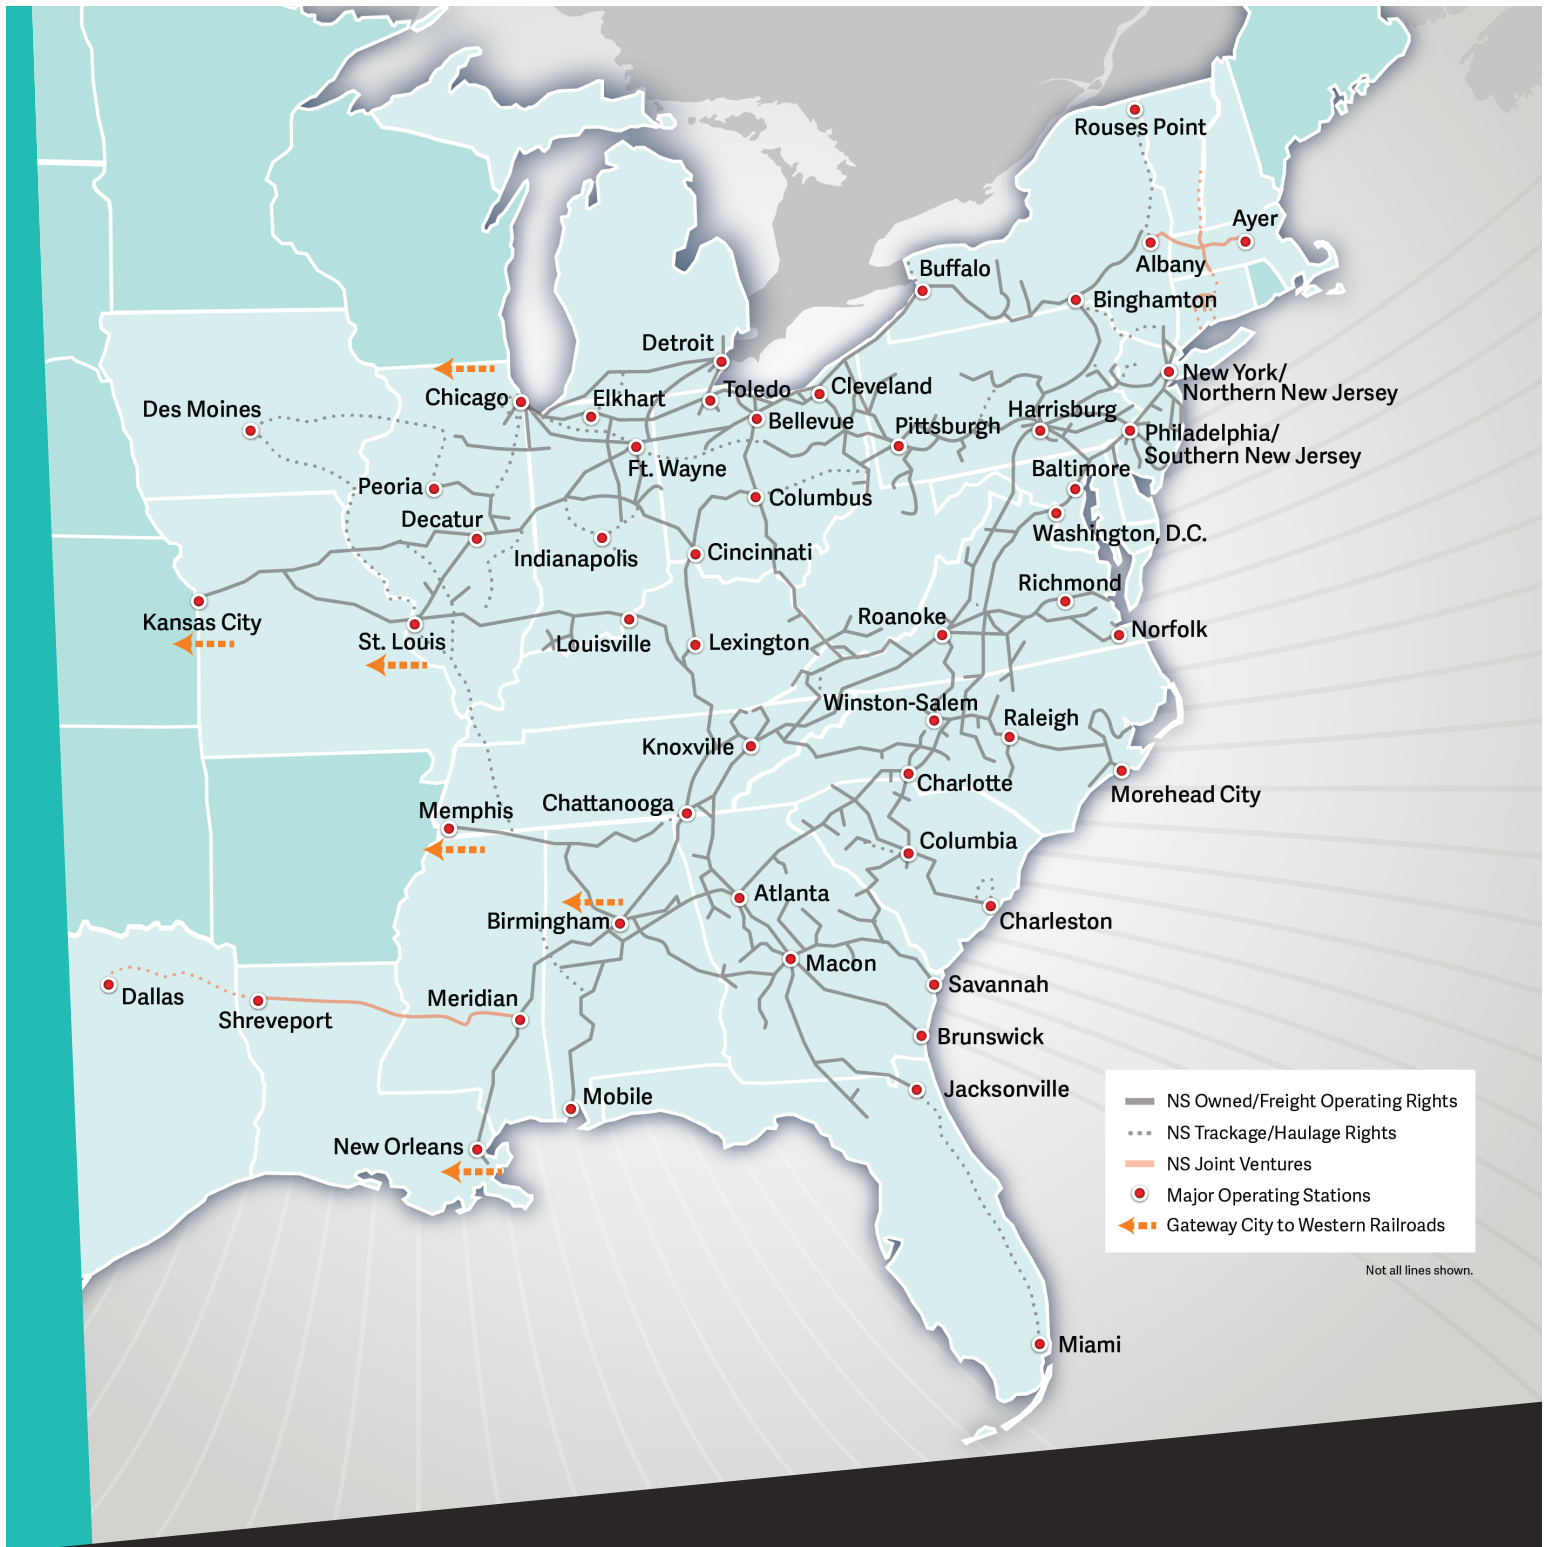 Rouses Point
Ayer
Albany
Buffalo
Binghamton
Detroit
New York/
Northern New Jersey
Chicago
Elkhart
Toledo
Cleveland
Des Moines
Bellevue
Pittsburgh
Harrisburg
Philadelphia/
Southern New Jersey
Ft. Wayne
Baltimore
Peoria
Columbus
Decatur
Washington, D.C.
Indianapolis
Cincinnati
Richmond
Kansas City
St. Louis
Louisville
Lexington
Roanoke
Norfolk
Winston-Salem
Raleigh
Knoxville
Charlotte
Morehead City
Memphis
Chattanooga
Columbia
Atlanta
Birmingham
Charleston
Macon
Dallas
Shreveport
Meridian
Savannah
Brunswick
Mobile
Jacksonville
New Orleans
Miami
NS Owned/Freight Operating Rights
NS Trackage/Haulage Rights
NS Joint Ventures
Major Operating Stations
Gateway City to Western Railroads
Not all lines shown.